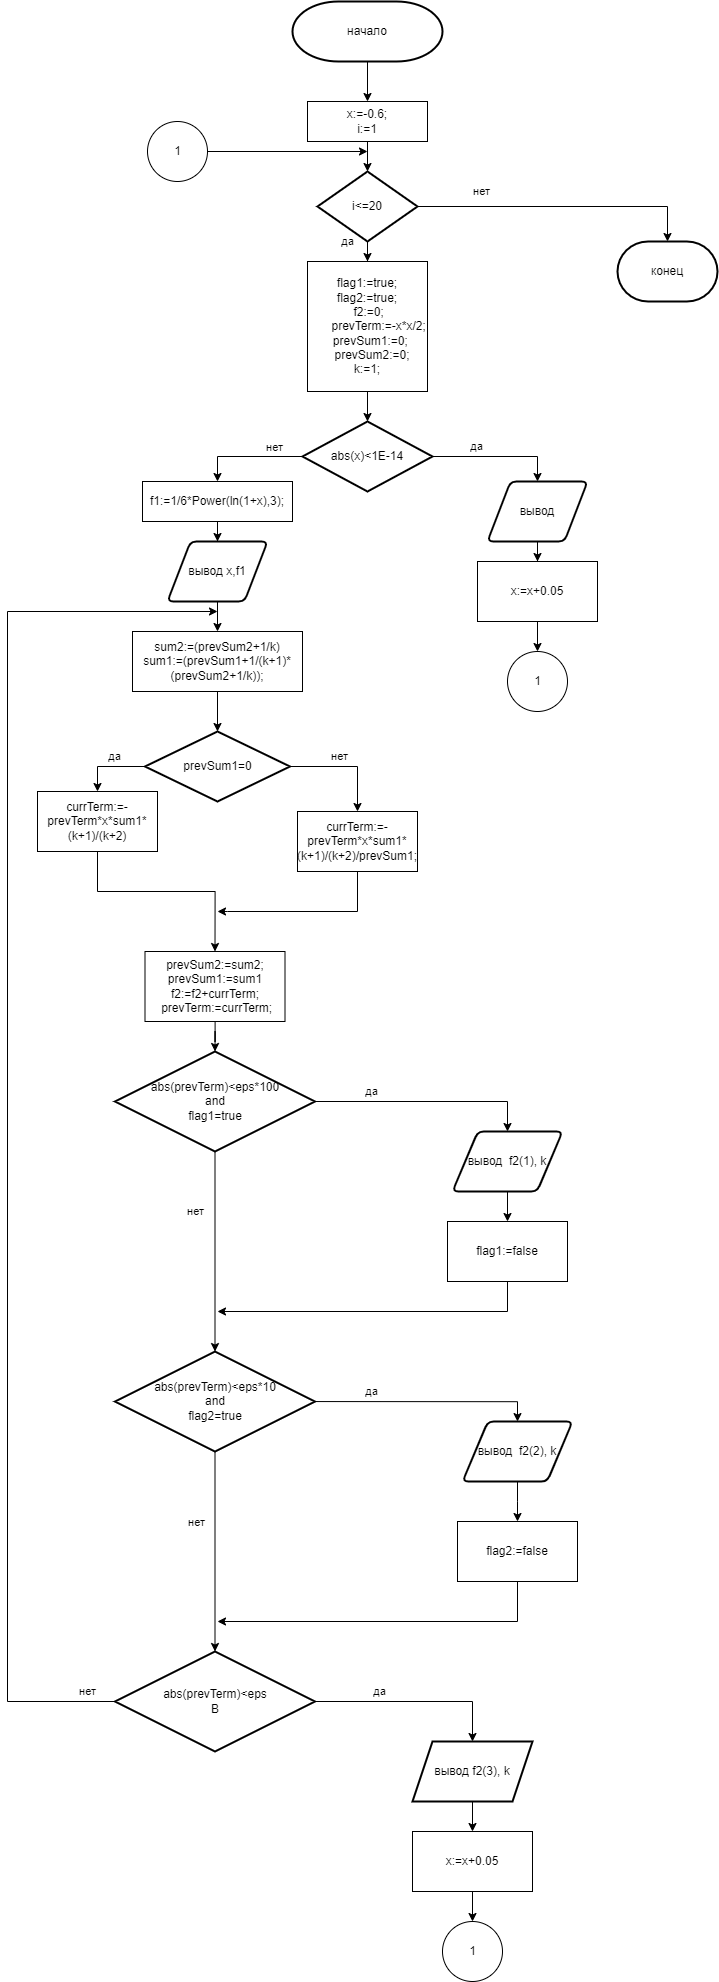 начало
x:=-0.6;
i:=1
1
i<=20
нет
да
конец
flag1:=true;
flag2:=true;
f2:=0;
prevTerm:=-x*x/2;
prevSum1:=0;
prevSum2:=0;
k:=1;
abs(x)<1E-14
нет
да
f1:=1/6*Power(ln(1+x),3);
вывод
вывод x,f1
x:=x+0.05
1
sum2:=(prevSum2+1/k)
sum1:=(prevSum1+1/(k+1)*
(prevSum2+1/k));
prevSum1=0
да
нет
currTerm:=-
prevTerm*x*sum1*
(k+1)/(k+2)
currTerm:=-
prevTerm*x*sum1*
(k+1)/(k+2)/prevSum1;
prevSum2:=sum2;
prevSum1:=sum1
f2:=f2+currTerm;
prevTerm:=currTerm;
abs(prevTerm)<eps*100
and
flag1=true
да
вывод f2(1), k
нет
flag1:=false
abs(prevTerm)<eps*10
and
flag2=true
да
вывод f2(2), k
нет
flag2:=false
abs(prevTerm)<eps
B
нет
да
вывод f2(3), k
x:=x+0.05
1